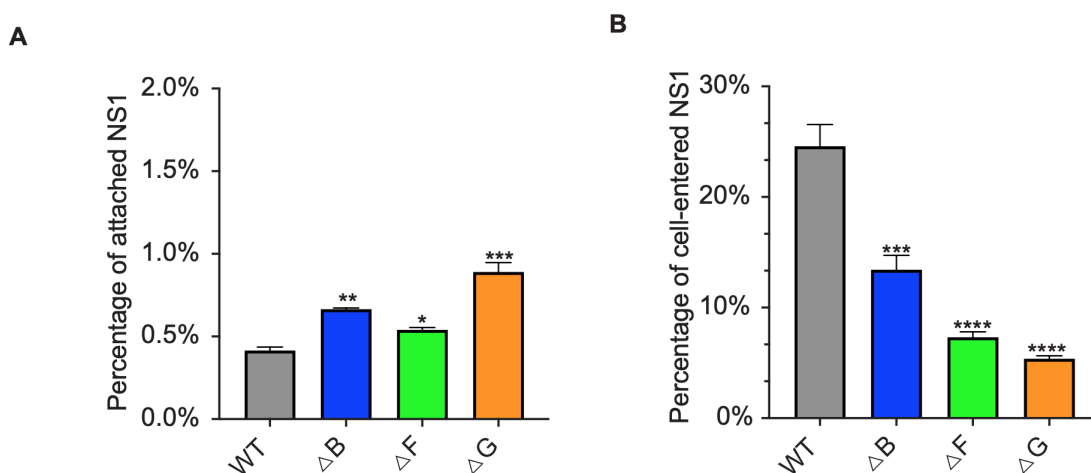 A
Percentage of attached NS1
2.0%
1.5%
1.0%
0.5%
0.0%
**
*
***
WT
△B
△F
△G
B
Percentage of cell-entered NS1
30%
20%
10%
0%
***
****
****
WT
△B
△F
△G